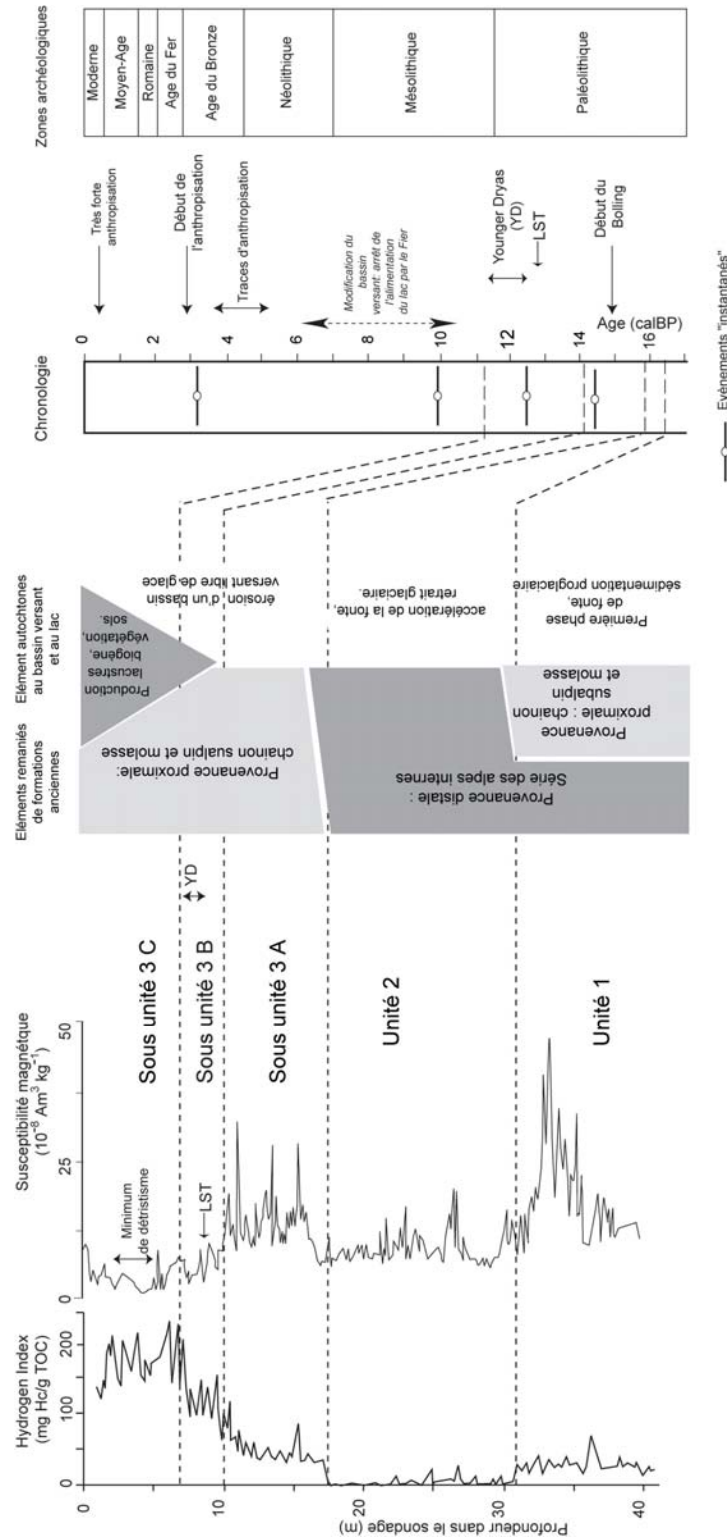 Hydrogen Index
(mg Hc/g TOC)
0
100
200
Profondeur dans le sondage (m)
0
10
20
30
40
Susceptibilité magnétque
(10⁻⁸ Am³ kg⁻¹)
0
25
50
Minimum
de détristisme
LST
YD
Sous unité 3 C
Sous unité 3 B
Sous unité 3 A
Unité 2
Unité 1
Eléments remaniés
de formations
anciennes
Elément autochtones
au bassin versant
et au lac
Production
lacustres
biogène,
végétation,
sols.
Provenance proximale:
chainon sualpin et molasse
Provenance distale :
Série des alpes internes
Provenance
proximale : chainon
subalpin
et molasse
érosion d'un bassin
versant libre de glace
accélération de la fonte,
retrait glaciaire.
Première phase
de fonte,
sédimentation proglaciaire
Chronologie
0
2
4
6
8
10
12
14
16
Age (calBP)
Evènements "instantanés"
Très forte
anthropisation
Début de
l'anthropisation
Traces d'anthropisation
Modification du
bassin
versant: arrêt de
l'alimentation
du lac par le Fier
Younger Dryas
(YD)
LST
Début du
Bolling
Zones archéologiques
Moderne
Moyen-Age
Romaine
Age du Fer
Age du Bronze
Néolithique
Mésolithique
Paléolithique